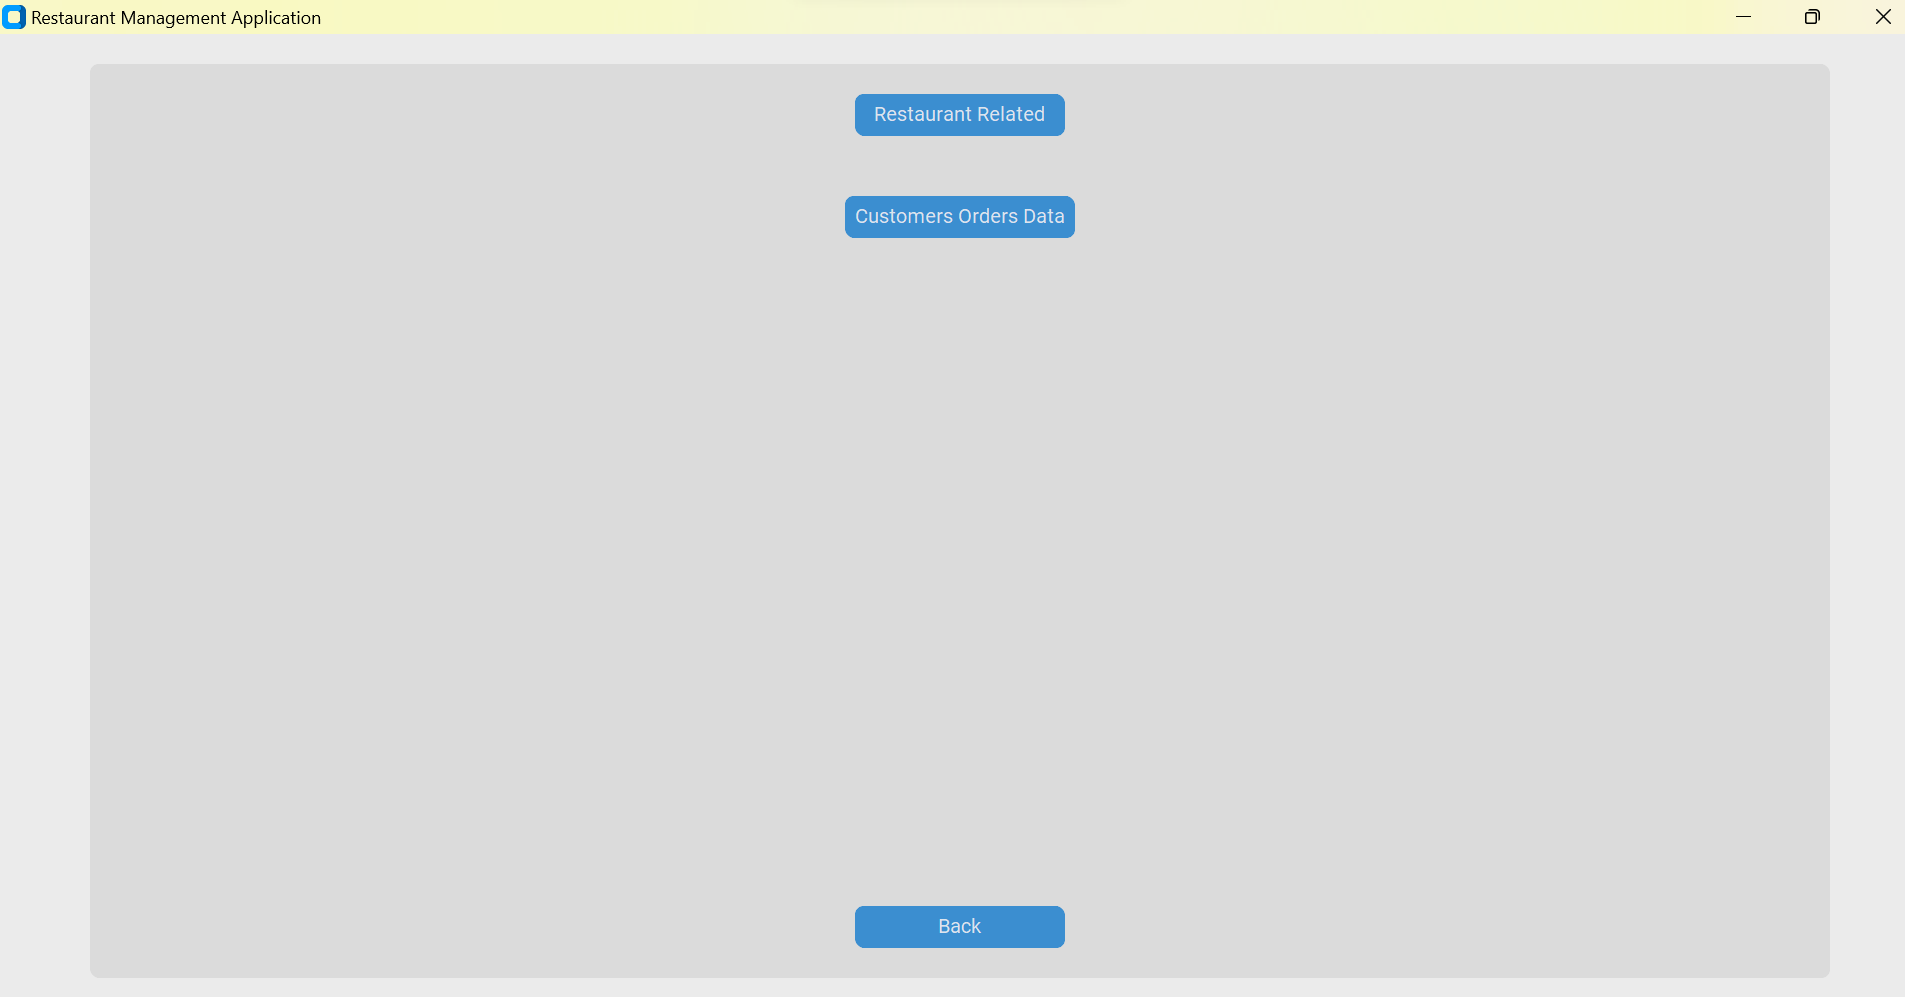 Restaurant Management Application
Restaurant Related
Customers Orders Data
Back